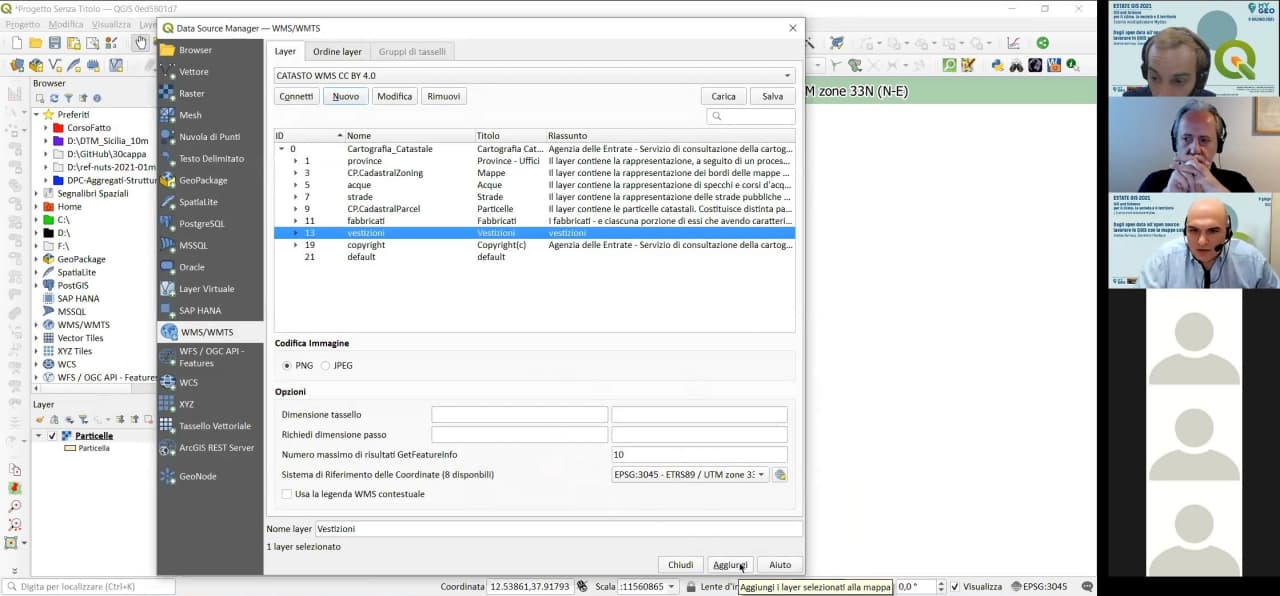 *Progetto Senza Titolo — QGIS 0ed5801d7
Progetto Modifica Visualizza Laye
Data Source Manager — WMS/WMTS
Browser
Vettore
Raster
Mesh
Nuvola di Punti
Testo Delimitato
GeoPackage
SpatiaLite
PostgreSQL
MSSQL
Oracle
Layer Virtuale
SAP HANA
WMS/WMTS
WFS / OGC API -
Features
WCS
XYZ
Tassello Vettoriale
ArcGIS REST Server
GeoNode
Layer Ordine layer Gruppi di tasselli
CATASTO WMS CC BY 4.0
Connetti Nuovo Modifica Rimuovi Carica Salva
ID Nome Titolo Riassunto
0 Cartografia_Catastale Cartografia Cat... Agenzia delle Entrate - Servizio di consultazione della cartog...
1 province Province - Uffici Il layer contiene la rappresentazione, a seguito di un proces...
3 CP.CadastralZoning Mappe Il layer contiene la rappresentazione dei bordi delle mappe ...
5 acque Acque Il layer contiene la rappresentazione di specchi e corsi d'acq...
7 strade Strade Il layer contiene la rappresentazione delle strade pubbliche ...
9 CP.CadastralParcel Particelle Il layer contiene le particelle catastali. Costituisce distinta pa...
11 fabbricati Fabbricati I fabbricati - e ciascuna porzione di essi che avendo caratteri...
13 vestizioni Vestizioni vestizioni
19 copyright Copyright(c) Agenzia delle Entrate - Servizio di consultazione della cartog...
21 default default
Codifica Immagine
PNG JPEG
Opzioni
Dimensione tassello
Richiedi dimensione passo
Numero massimo di risultati GetFeatureInfo 10
Sistema di Riferimento delle Coordinate (8 disponibili) EPSG:3045 - ETRS89 / UTM zone 33
Usa la legenda WMS contestuale
Nome layer Vestizioni
1 layer selezionato
Chiudi Aggiungi Aiuto
Aggiungi i layer selezionati alla mappa
Browser
Preferiti
CorsoFatto
D:\DTM_Sicilia_10m
D:\GitHub\30cappa
D:\ref-nuts-2021-01m
DPC-Aggregati-Struttur
Segnalibri Spaziali
Home
C:\
D:\
F:\
GeoPackage
SpatiaLite
PostGIS
SAP HANA
MSSQL
WMS/WMTS
Vector Tiles
XYZ Tiles
WCS
WFS / OGC API - Features
Layer
Particelle
Particella
M zone 33N (N-E)
Digita per localizzare (Ctrl+K) Coordinata 12.53861,37.91793 Scala :11560865 Lente d'in 0,0 ° Visualizza EPSG:3045
ESTATE GIS 2021
MY
GEO
ESTATE GIS 2021